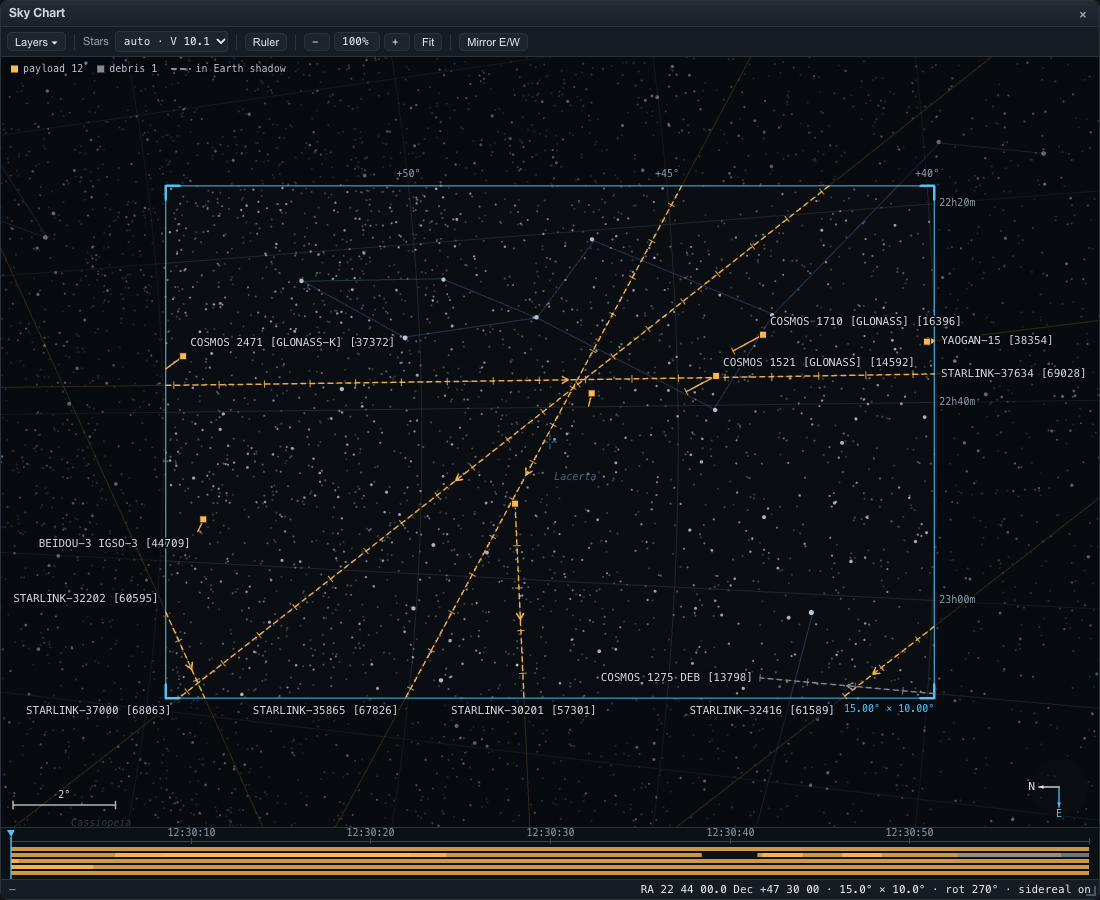 Sky Chart ×
Layers ▾ Stars auto · V 10.1 Ruler − 100% + Fit Mirror E/W
payload 12 debris 1 in Earth shadow
+50° +45° +40°
22h20m
COSMOS 1710 [GLONASS] [16396]
COSMOS 2471 [GLONASS-K] [37372]
YAOGAN-15 [38354]
COSMOS 1521 [GLONASS] [14592]
STARLINK-37634 [69028]
22h40m
Lacerta
BEIDOU-3 IGSO-3 [44709]
STARLINK-32202 [60595]
23h00m
COSMOS 1275 DEB [13798]
STARLINK-37000 [68063] STARLINK-35865 [67826] STARLINK-30201 [57301] STARLINK-32416 [61589] 15.00° × 10.00°
N
2°
E
Cassiopeia
12:30:10 12:30:20 12:30:30 12:30:40 12:30:50
— RA 22 44 00.0 Dec +47 30 00 · 15.0° × 10.0° · rot 270° · sidereal on